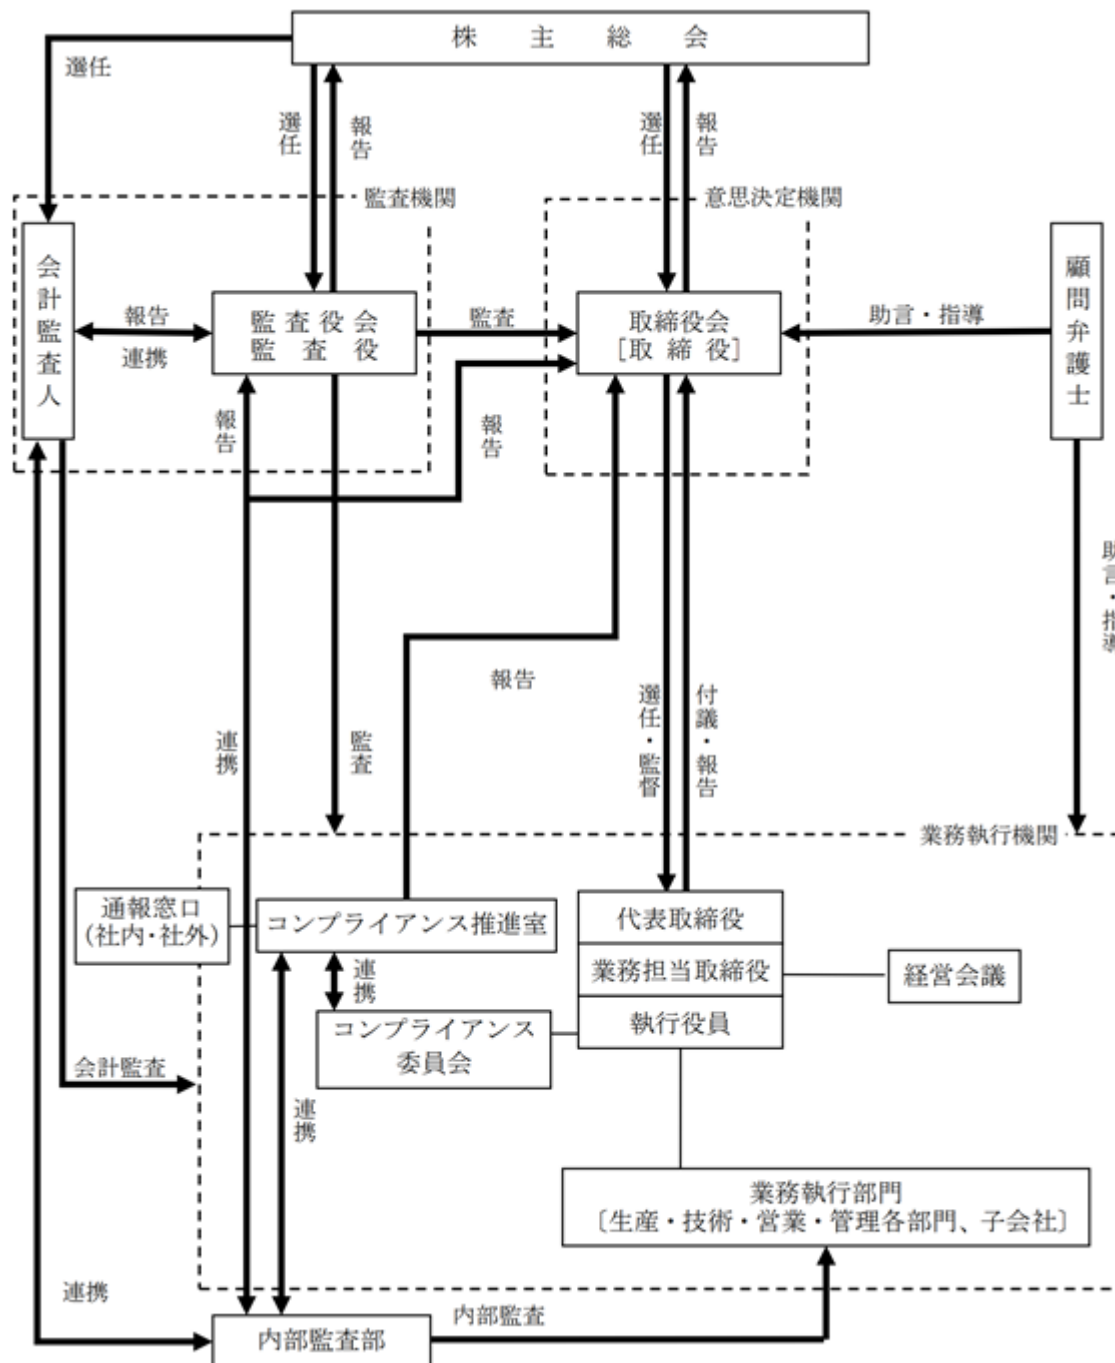 株主総会
選任
選任
報告
選任
報告
監査機関
意思決定機関
会計監査人
報告
連携
監査役会
監査役
監査
取締役会
[取締役]
助言・指導
顧問弁護士
報告
報告
助言・指導
報告
連携
監査
選任・監督
付議・報告
業務執行機関
通報窓口
(社内・社外)
コンプライアンス推進室
代表取締役
業務担当取締役
執行役員
経営会議
連携
コンプライアンス
委員会
会計監査
連携
業務執行部門
〔生産・技術・営業・管理各部門、子会社〕
連携
内部監査部
内部監査